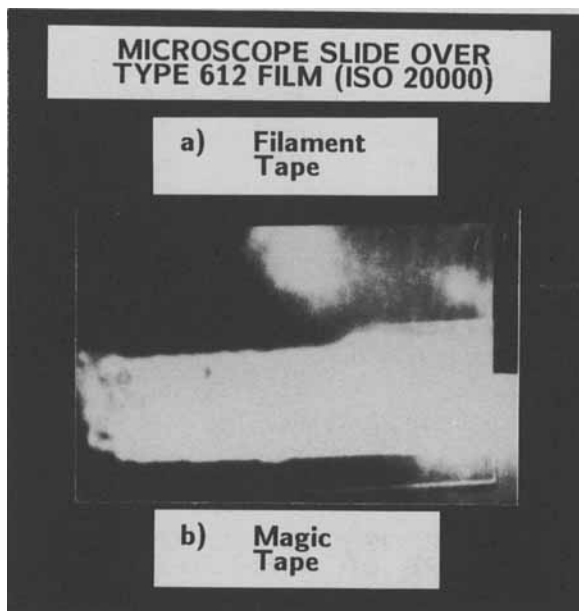 MICROSCOPE SLIDE OVER
TYPE 612 FILM (ISO 20000)
a) Filament
Tape
b) Magic
Tape